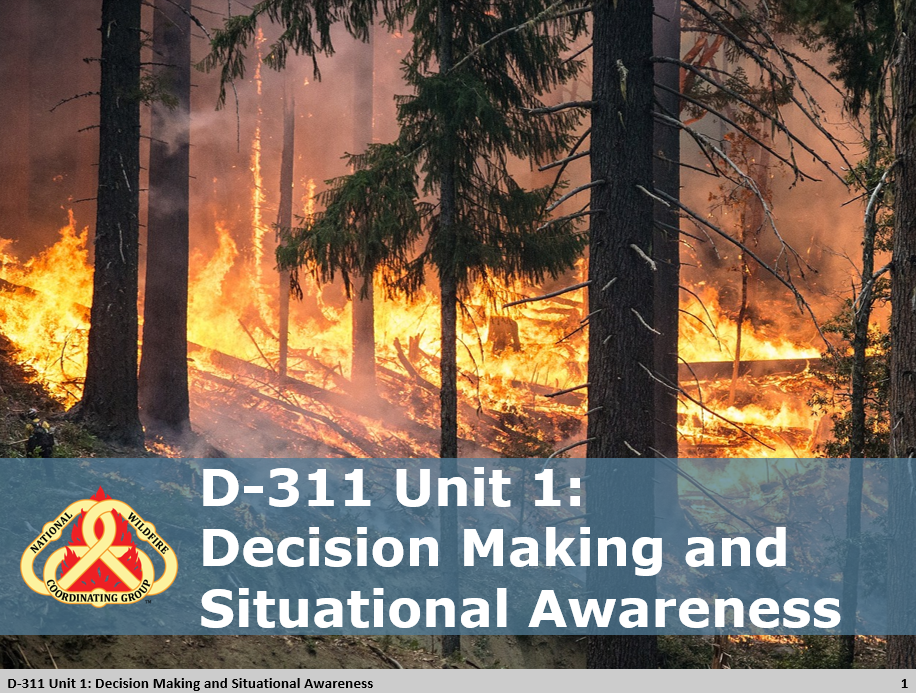 D-311 Unit 1:
Decision Making and
Situational Awareness
NATIONAL WILDFIRE
COORDINATING GROUP™
D-311 Unit 1: Decision Making and Situational Awareness 1